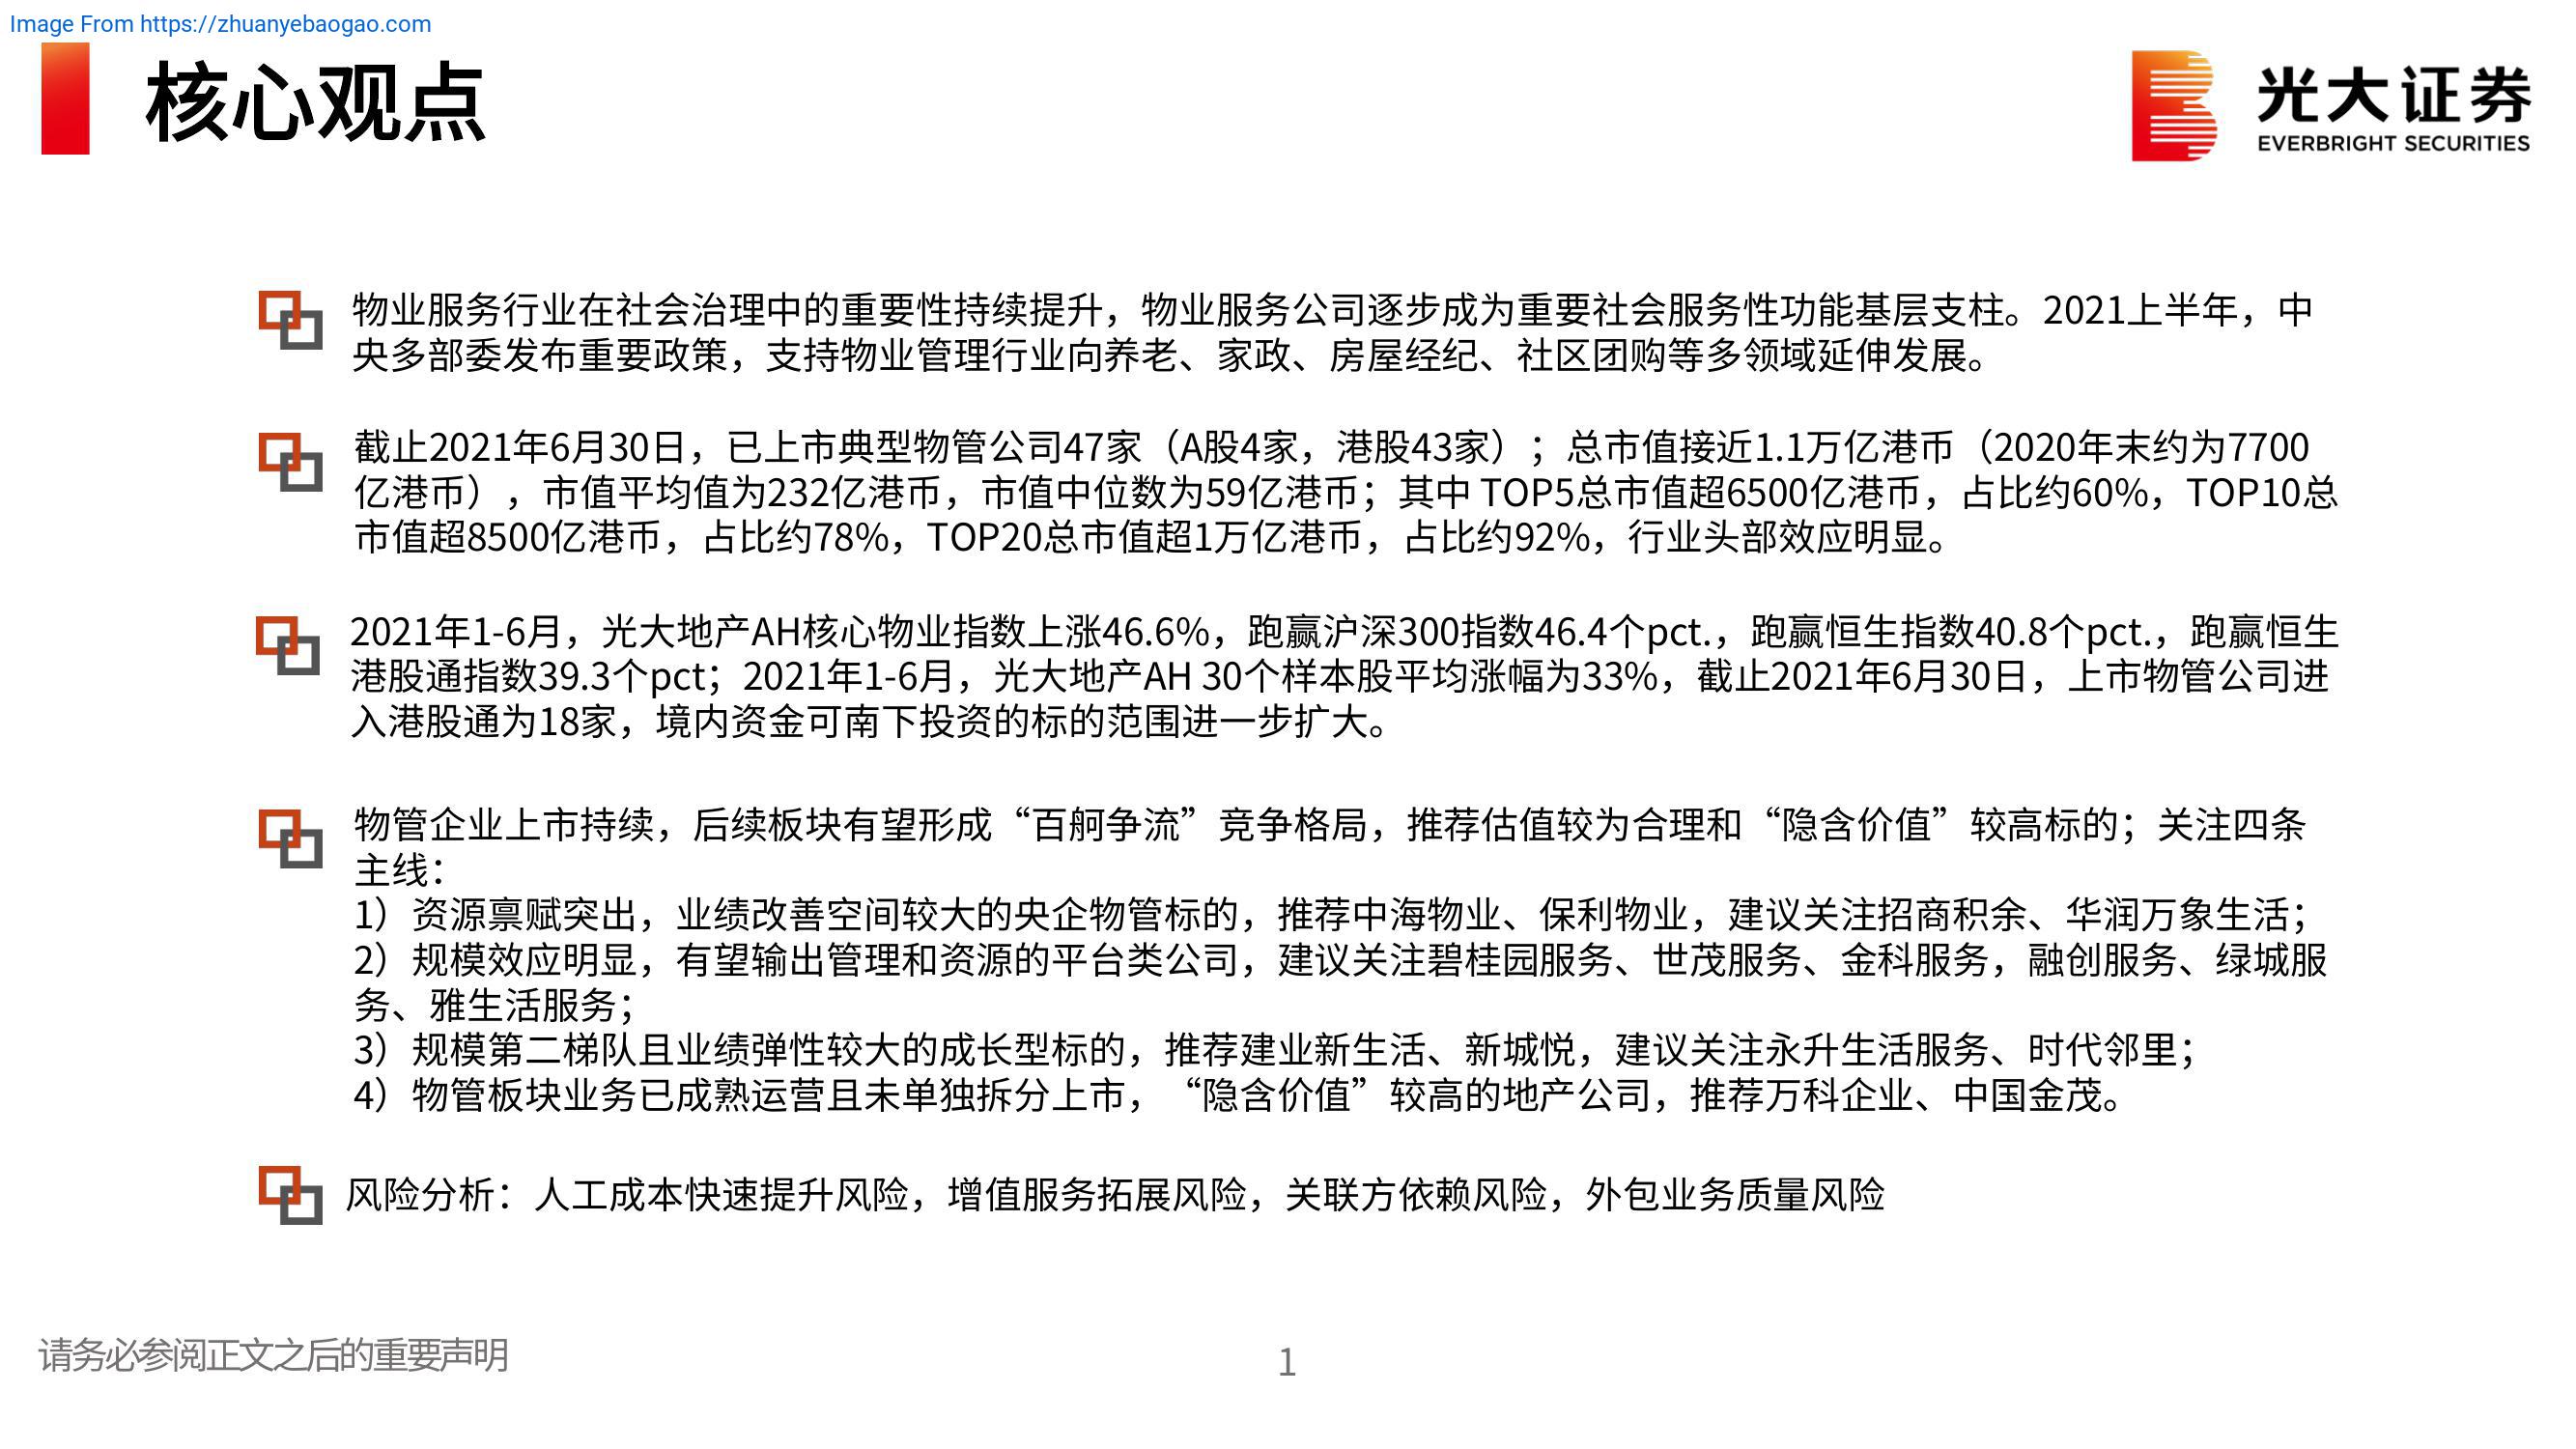 Image From https://zhuanyebaogao.com
核心观点
光大证券
EVERBRIGHT SECURITIES
物业服务行业在社会治理中的重要性持续提升，物业服务公司逐步成为重要社会服务性功能基层支柱。2021上半年，中
央多部委发布重要政策，支持物业管理行业向养老、家政、房屋经纪、社区团购等多领域延伸发展。
截止2021年6月30日，已上市典型物管公司47家（A股4家，港股43家）；总市值接近1.1万亿港币（2020年末约为7700
亿港币），市值平均值为232亿港币，市值中位数为59亿港币；其中 TOP5总市值超6500亿港币，占比约60%，TOP10总
市值超8500亿港币，占比约78%，TOP20总市值超1万亿港币，占比约92%，行业头部效应明显。
2021年1-6月，光大地产AH核心物业指数上涨46.6%，跑赢沪深300指数46.4个pct.，跑赢恒生指数40.8个pct.，跑赢恒生
港股通指数39.3个pct；2021年1-6月，光大地产AH 30个样本股平均涨幅为33%，截止2021年6月30日，上市物管公司进
入港股通为18家，境内资金可南下投资的标的范围进一步扩大。
物管企业上市持续，后续板块有望形成“百舸争流”竞争格局，推荐估值较为合理和“隐含价值”较高标的；关注四条
主线：
1）资源禀赋突出，业绩改善空间较大的央企物管标的，推荐中海物业、保利物业，建议关注招商积余、华润万象生活；
2）规模效应明显，有望输出管理和资源的平台类公司，建议关注碧桂园服务、世茂服务、金科服务，融创服务、绿城服
务、雅生活服务；
3）规模第二梯队且业绩弹性较大的成长型标的，推荐建业新生活、新城悦，建议关注永升生活服务、时代邻里；
4）物管板块业务已成熟运营且未单独拆分上市，“隐含价值”较高的地产公司，推荐万科企业、中国金茂。
风险分析：人工成本快速提升风险，增值服务拓展风险，关联方依赖风险，外包业务质量风险
请务必参阅正文之后的重要声明
1